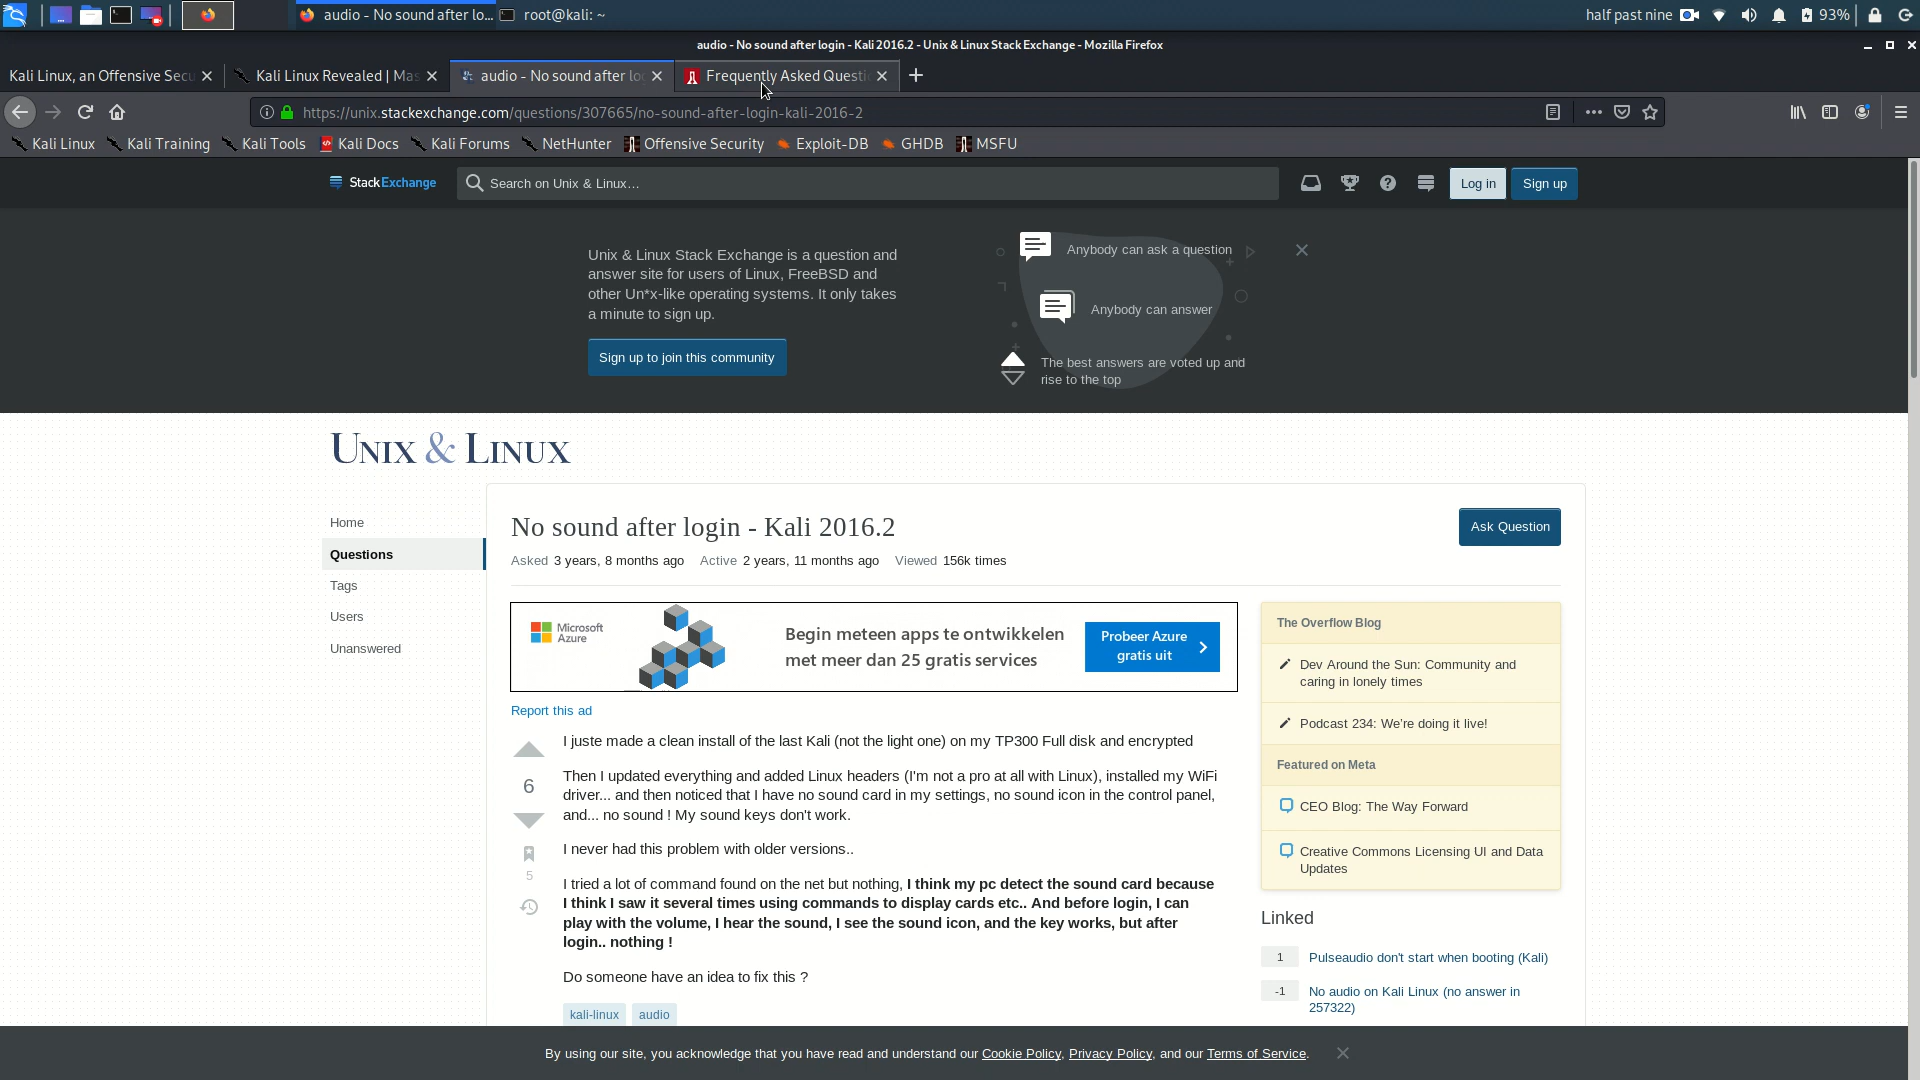 audio - No sound after lo...
root@kali: ~
half past nine
93%
audio - No sound after login - Kali 2016.2 - Unix & Linux Stack Exchange - Mozilla Firefox
Kali Linux, an Offensive Secu
Kali Linux Revealed | Mas
audio - No sound after lo
Frequently Asked Questi
https://unix.stackexchange.com/questions/307665/no-sound-after-login-kali-2016-2
Kali Linux
Kali Training
Kali Tools
Kali Docs
Kali Forums
NetHunter
Offensive Security
Exploit-DB
GHDB
MSFU
StackExchange
Search on Unix & Linux…
Log in
Sign up
Unix & Linux Stack Exchange is a question and
answer site for users of Linux, FreeBSD and
other Un*x-like operating systems. It only takes
a minute to sign up.
Sign up to join this community
Anybody can ask a question
Anybody can answer
The best answers are voted up and
rise to the top
UNIX & LINUX
Home
Questions
Tags
Users
Unanswered
No sound after login - Kali 2016.2
Ask Question
Asked 3 years, 8 months ago Active 2 years, 11 months ago Viewed 156k times
Microsoft
Azure
Begin meteen apps te ontwikkelen
met meer dan 25 gratis services
Probeer Azure
gratis uit
Report this ad
6
5
I juste made a clean install of the last Kali (not the light one) on my TP300 Full disk and encrypted
Then I updated everything and added Linux headers (I'm not a pro at all with Linux), installed my WiFi
driver... and then noticed that I have no sound card in my settings, no sound icon in the control panel,
and... no sound ! My sound keys don't work.
I never had this problem with older versions..
I tried a lot of command found on the net but nothing, I think my pc detect the sound card because
I think I saw it several times using commands to display cards etc.. And before login, I can
play with the volume, I hear the sound, I see the sound icon, and the key works, but after
login.. nothing !
Do someone have an idea to fix this ?
kali-linux
audio
The Overflow Blog
Dev Around the Sun: Community and
caring in lonely times
Podcast 234: We’re doing it live!
Featured on Meta
CEO Blog: The Way Forward
Creative Commons Licensing UI and Data
Updates
Linked
1 Pulseaudio don't start when booting (Kali)
-1 No audio on Kali Linux (no answer in
257322)
By using our site, you acknowledge that you have read and understand our Cookie Policy, Privacy Policy, and our Terms of Service.